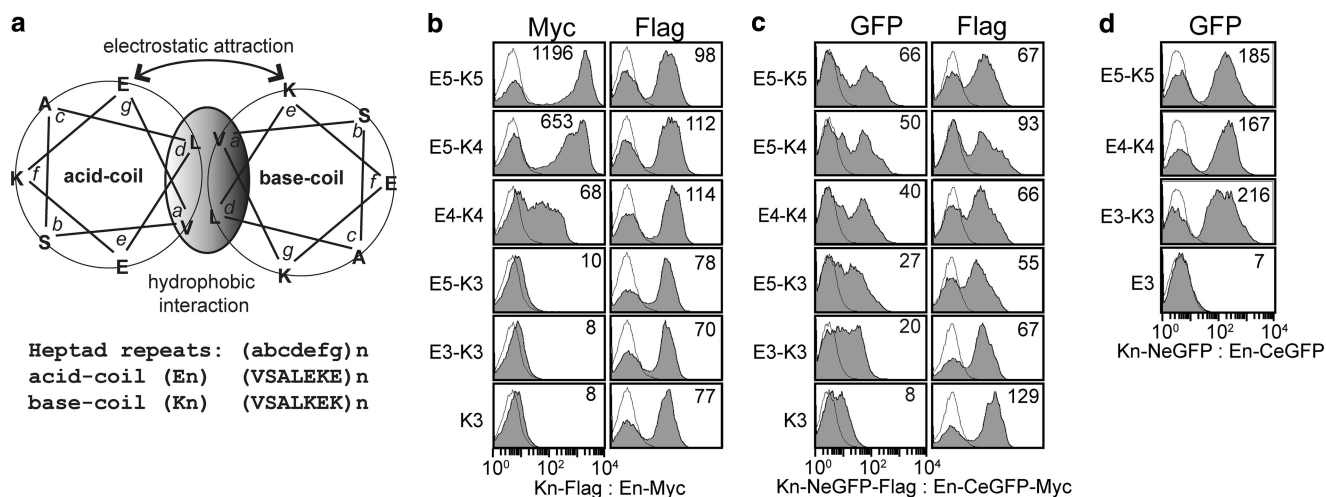 a
electrostatic attraction
E K
A c g e S b
d L V a
K f acid-coil base-coil f E
a V L d
S b e g c A
E K
hydrophobic
interaction
Heptad repeats: (abcdefg)n
acid-coil (En) (VSALEKE)n
base-coil (Kn) (VSALKEK)n
b
Myc Flag
E5-K5 1196 98
E5-K4 653 112
E4-K4 68 114
E5-K3 10 78
E3-K3 8 70
K3 8 77
10^0 10^2 10^4
Kn-Flag : En-Myc
c
GFP Flag
E5-K5 66 67
E5-K4 50 93
E4-K4 40 66
E5-K3 27 55
E3-K3 20 67
K3 8 129
10^0 10^2 10^4
Kn-NeGFP-Flag : En-CeGFP-Myc
d
GFP
E5-K5 185
E4-K4 167
E3-K3 216
E3 7
10^0 10^2 10^4
Kn-NeGFP : En-CeGFP